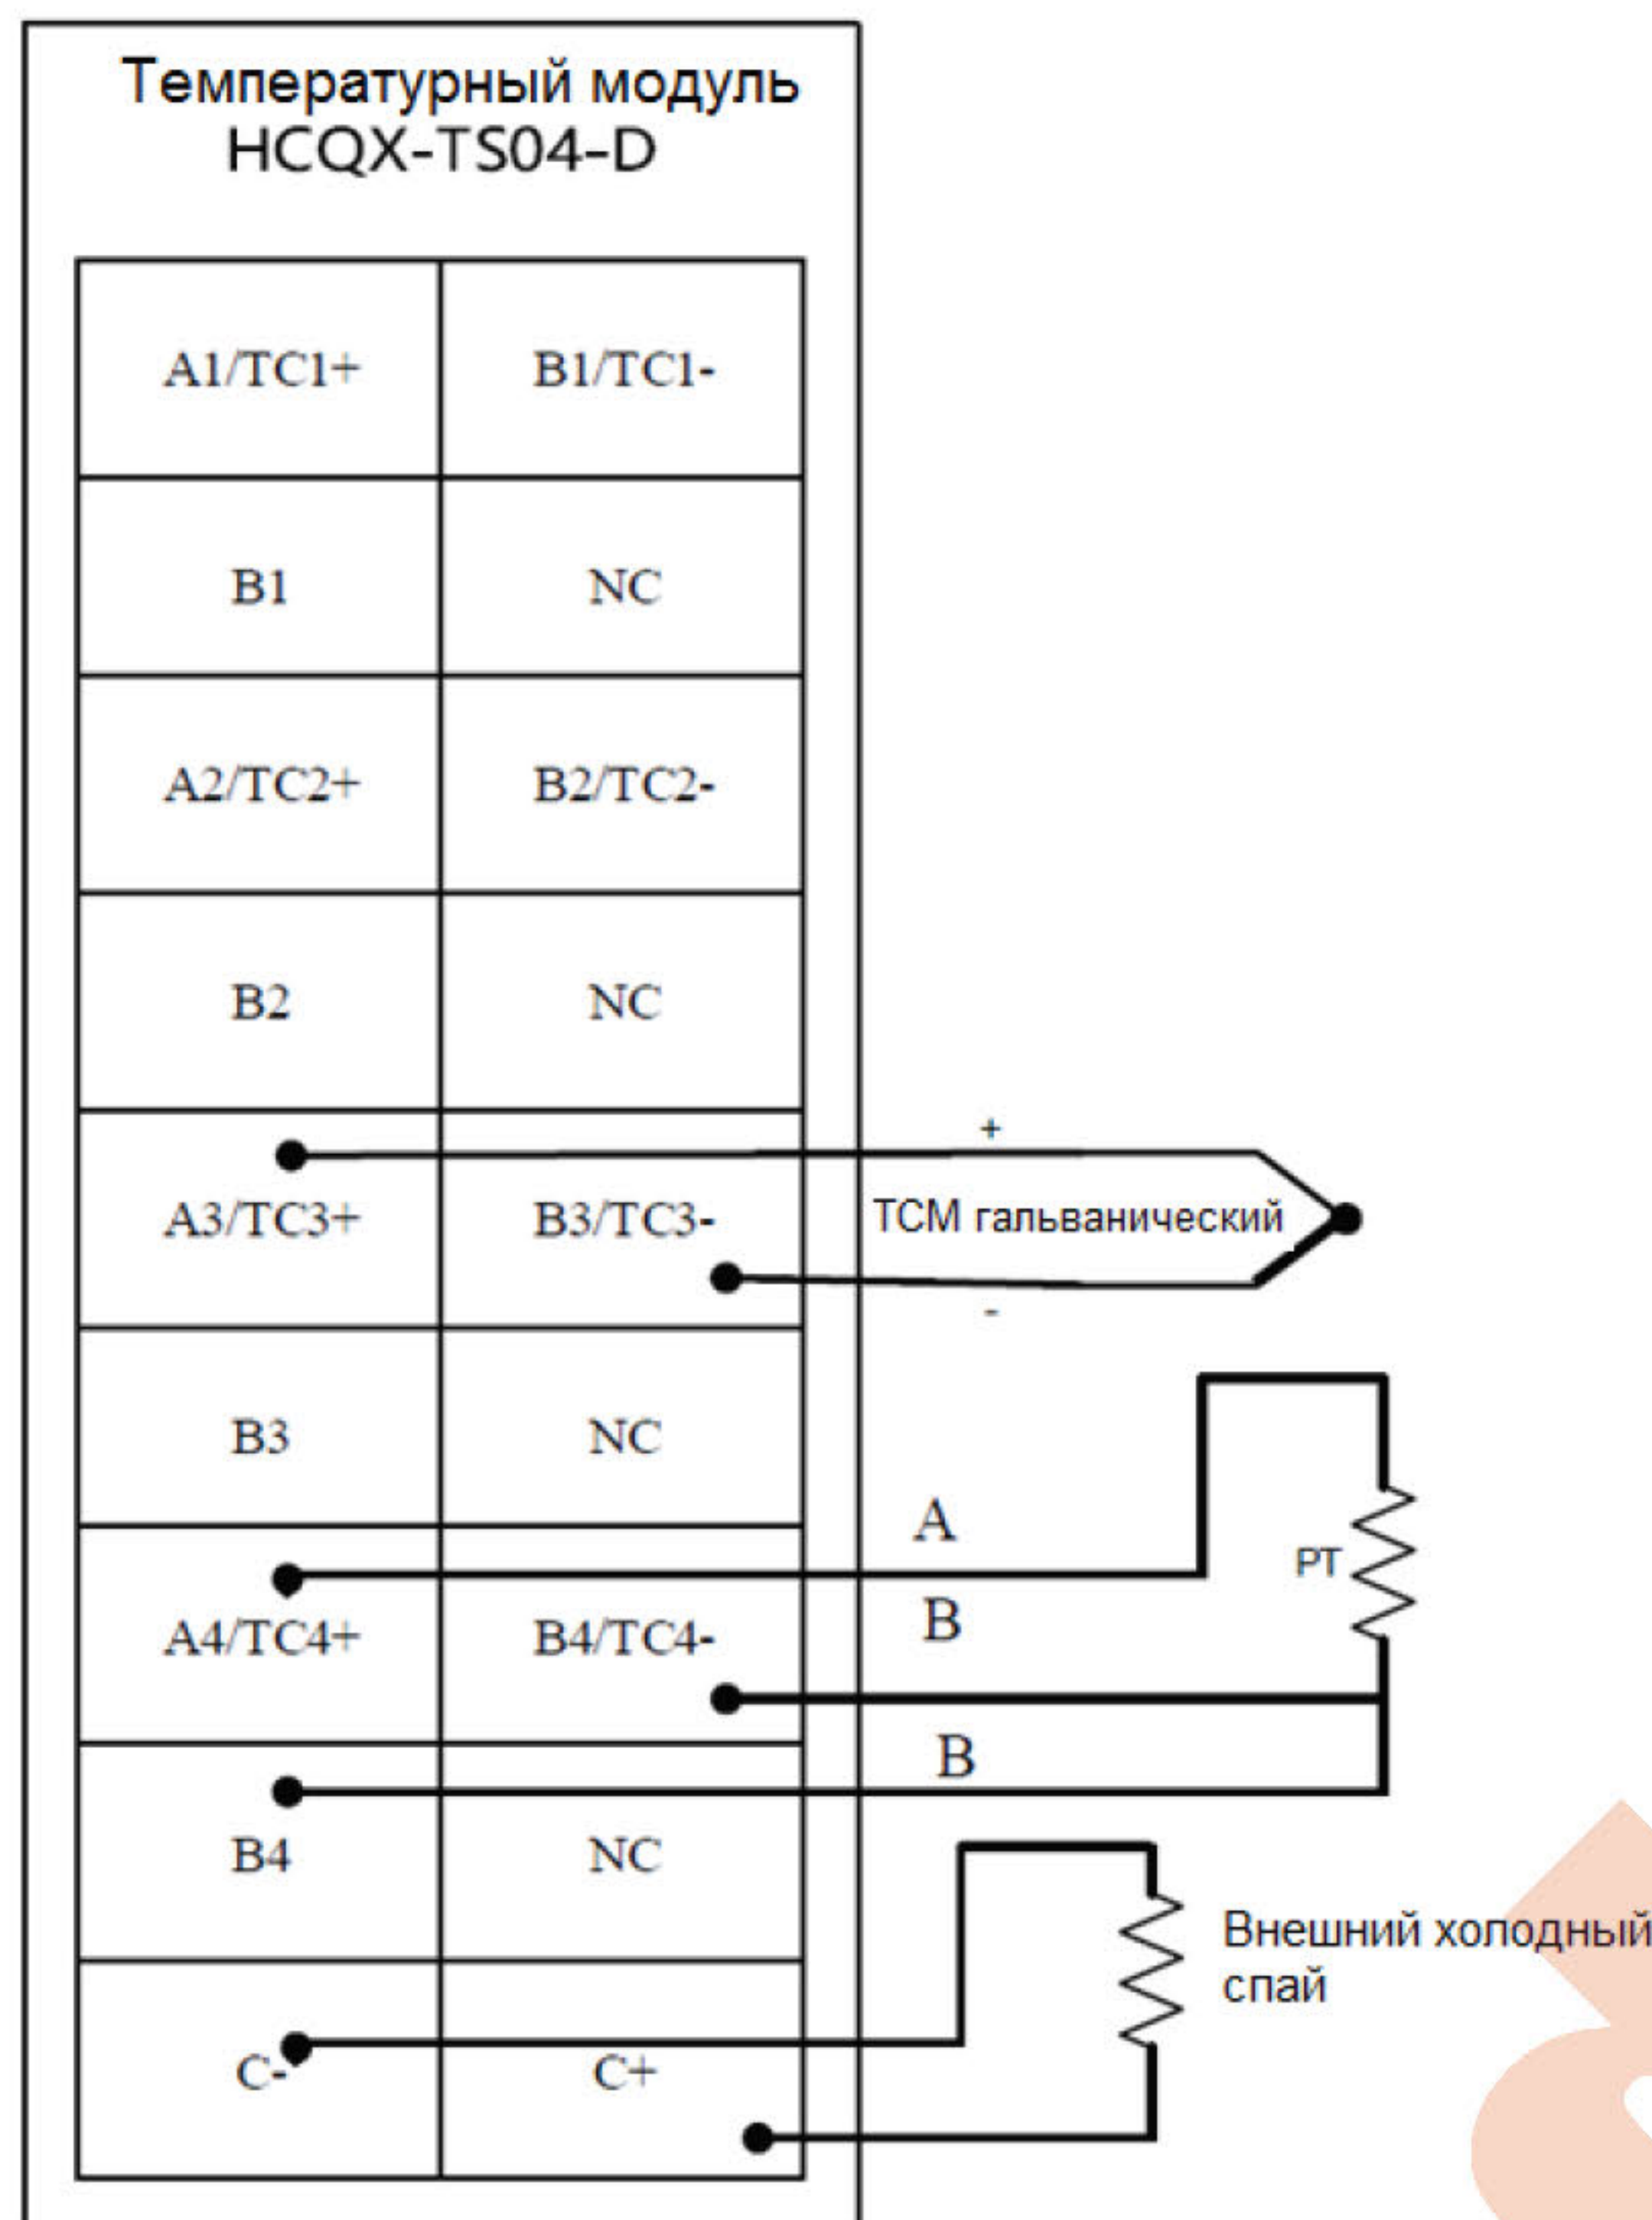 Температурный модуль
HCQX-TS04-D
A1/TC1+ B1/TC1-
B1 NC
A2/TC2+ B2/TC2-
B2 NC
+
A3/TC3+ B3/TC3- ТСМ гальванический
-
B3 NC
A
PT
B
A4/TC4+ B4/TC4-
B
B4 NC
Внешний холодный
спай
C- C+